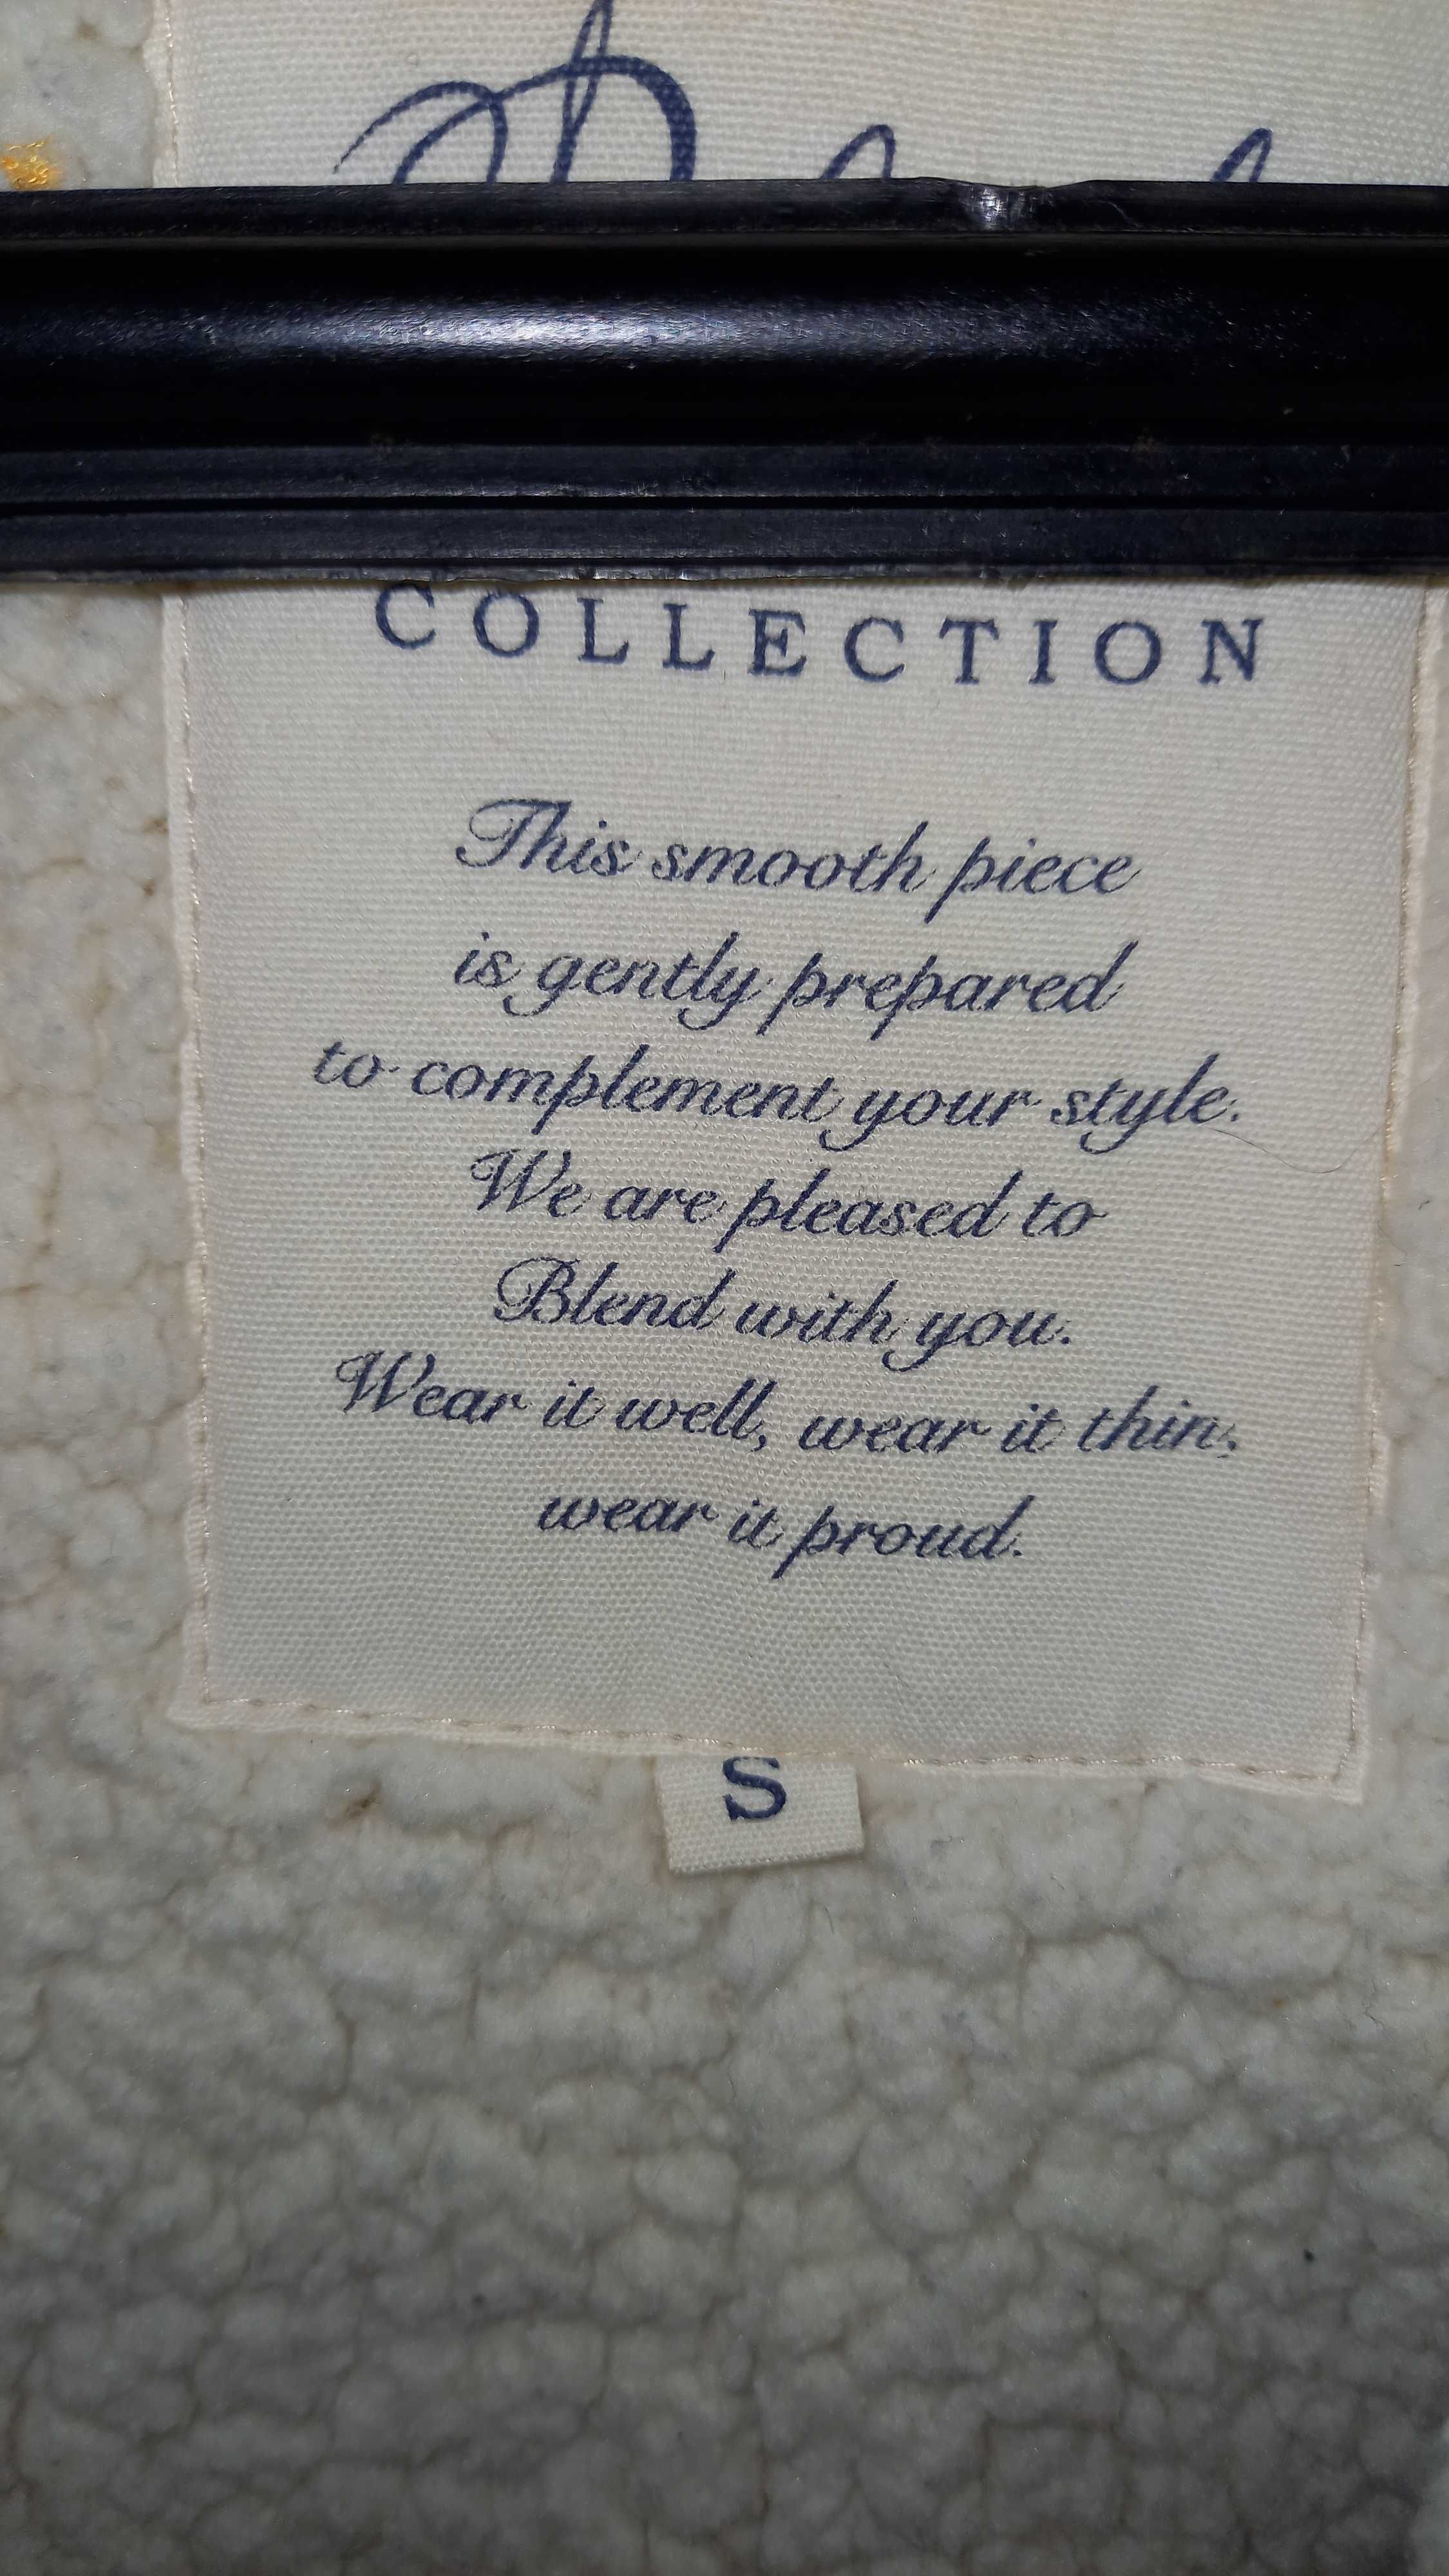 COLLECTION
This smooth piece
is gently prepared
to complement your style.
We are pleased to
Blend with you.
Wear it well, wear it thin,
wear it proud.
S